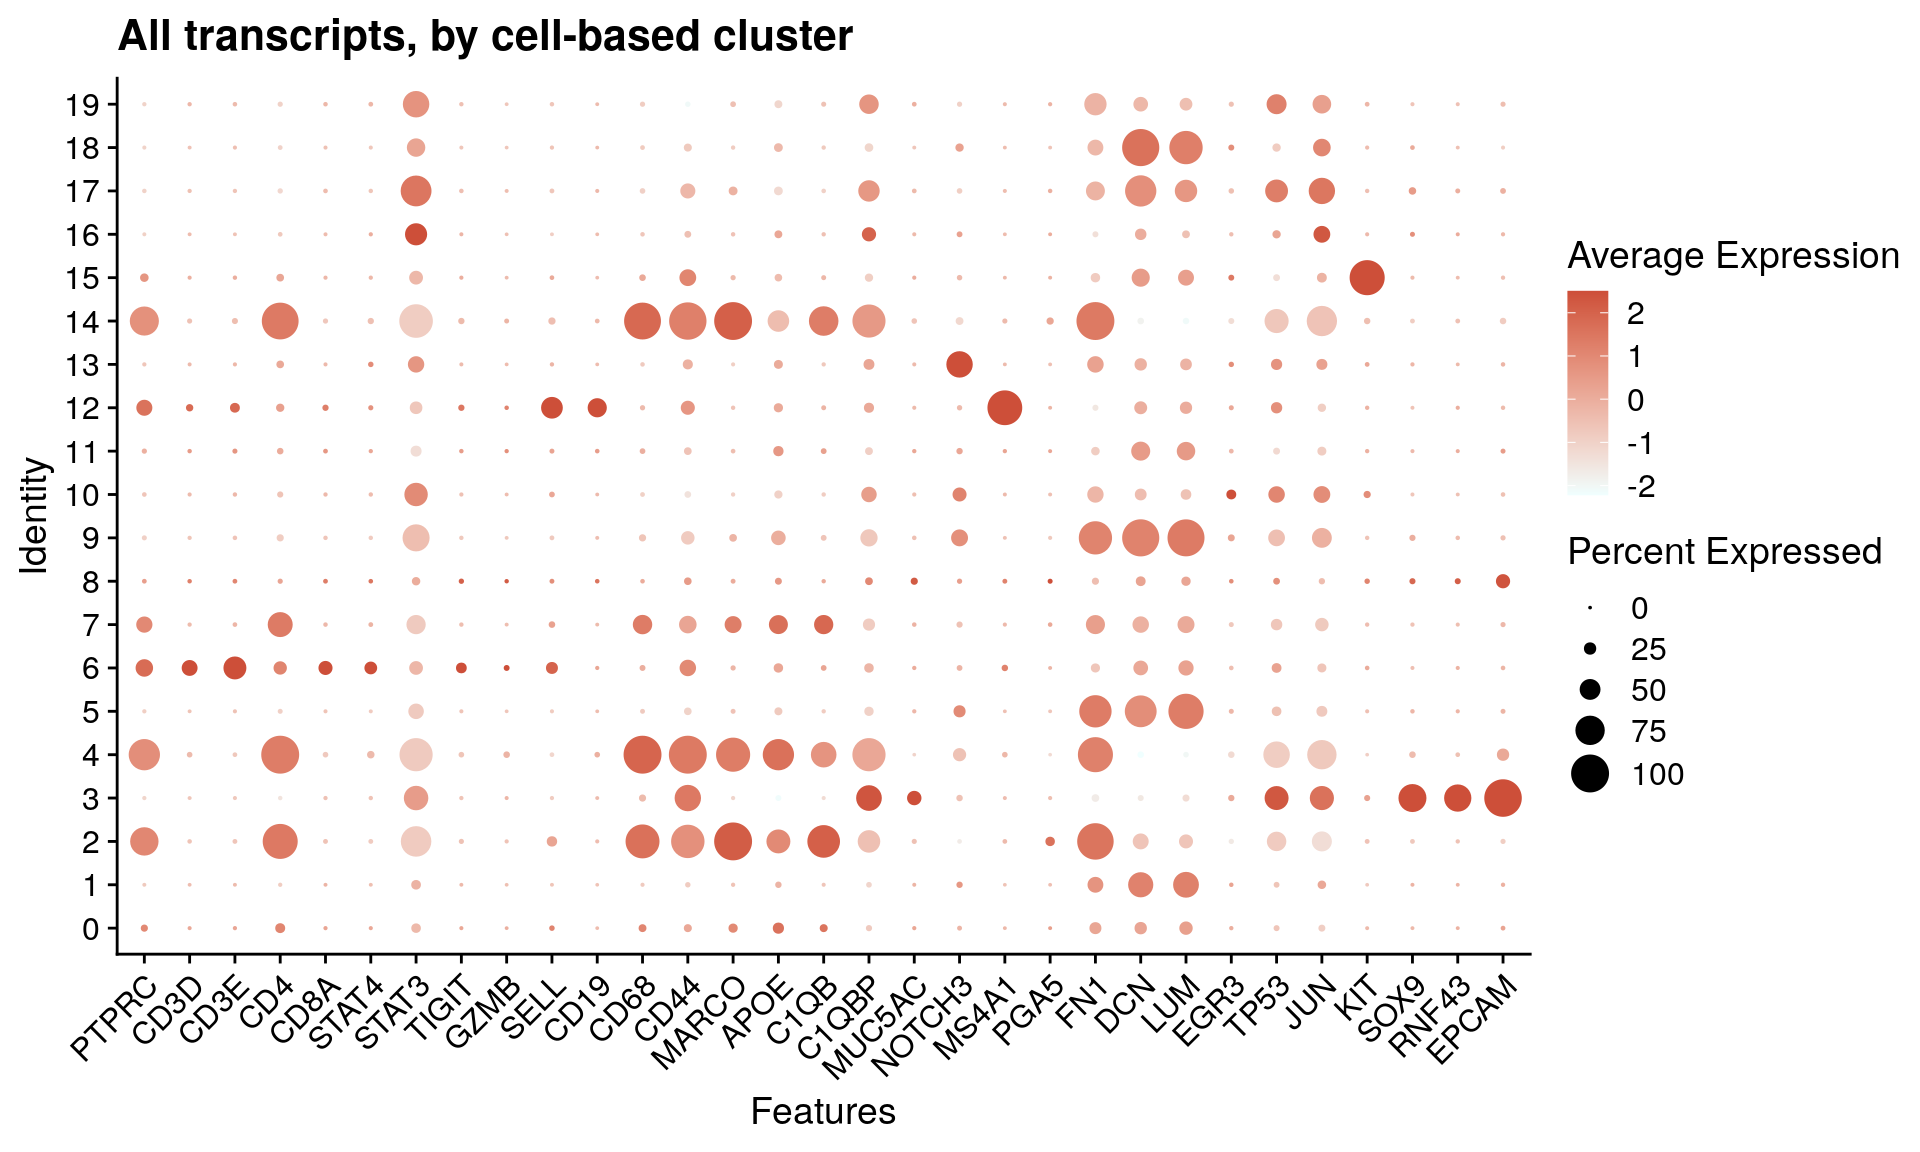 All transcripts, by cell-based cluster
Identity
19
18
17
16
15
14
13
12
11
10
9
8
7
6
5
4
3
2
1
0
PTPRC
CD3D
CD3E
CD4
CD8A
STAT4
STAT3
TIGIT
GZMB
SELL
CD19
CD68
CD44
MARCO
APOE
C1QB
C1QBP
MUC5AC
NOTCH3
MS4A1
PGA5
FN1
DCN
LUM
EGR3
TP53
JUN
KIT
SOX9
RNF43
EPCAM
Features
Average Expression
2
1
0
-1
-2
Percent Expressed
0
25
50
75
100